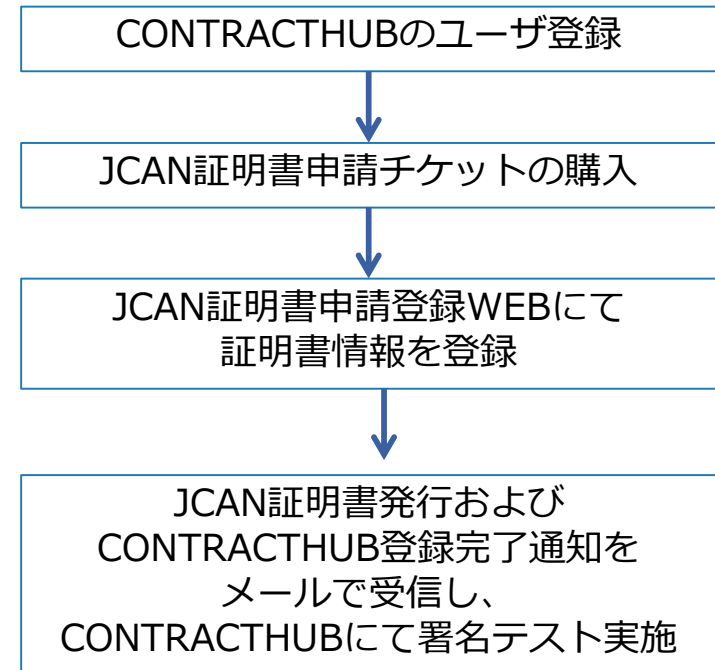 CONTRACTHUBのユーザ登録
JCAN証明書申請チケットの購入
JCAN証明書申請登録WEBにて
証明書情報を登録
JCAN証明書発行および
CONTRACTHUB登録完了通知を
メールで受信し、
CONTRACTHUBにて署名テスト実施